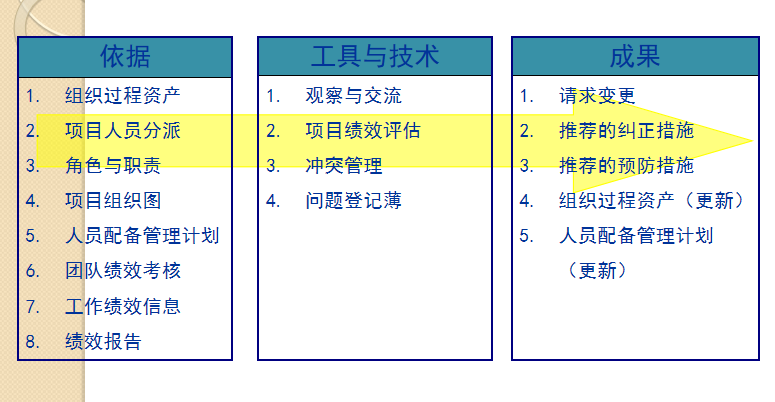 依据
1. 组织过程资产
2. 项目人员分派
3. 角色与职责
4. 项目组织图
5. 人员配备管理计划
6. 团队绩效考核
7. 工作绩效信息
8. 绩效报告
工具与技术
1. 观察与交流
2. 项目绩效评估
3. 冲突管理
4. 问题登记薄
成果
1. 请求变更
2. 推荐的纠正措施
3. 推荐的预防措施
4. 组织过程资产（更新）
5. 人员配备管理计划
（更新）